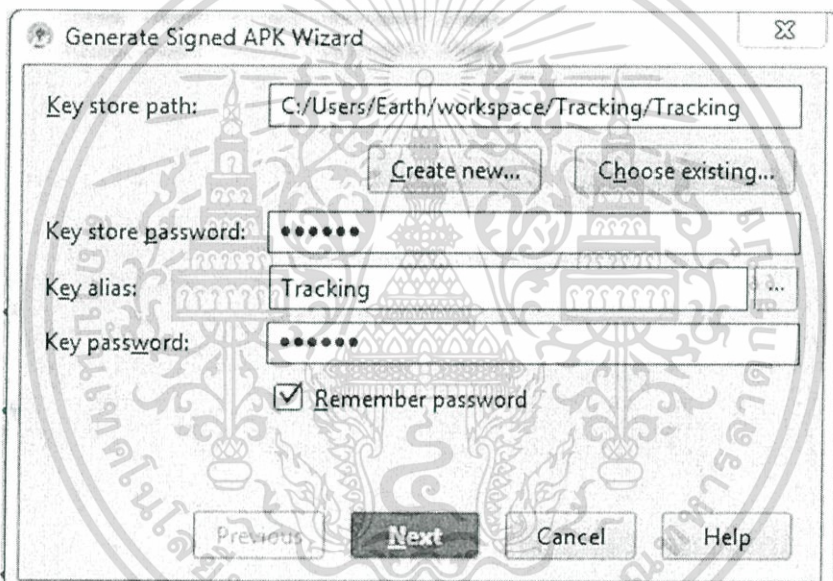 Generate Signed APK Wizard
Key store path: C:/Users/Earth/workspace/Tracking/Tracking
Create new... Choose existing...
Key store password: ••••••
Key alias: Tracking ...
Key password: ••••••
Remember password
Previous Next Cancel Help